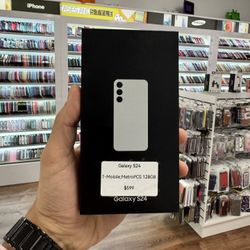 iPhone
Galaxy S24
T-Mobile,MetroPCS 128GB
$599
Galaxy S24